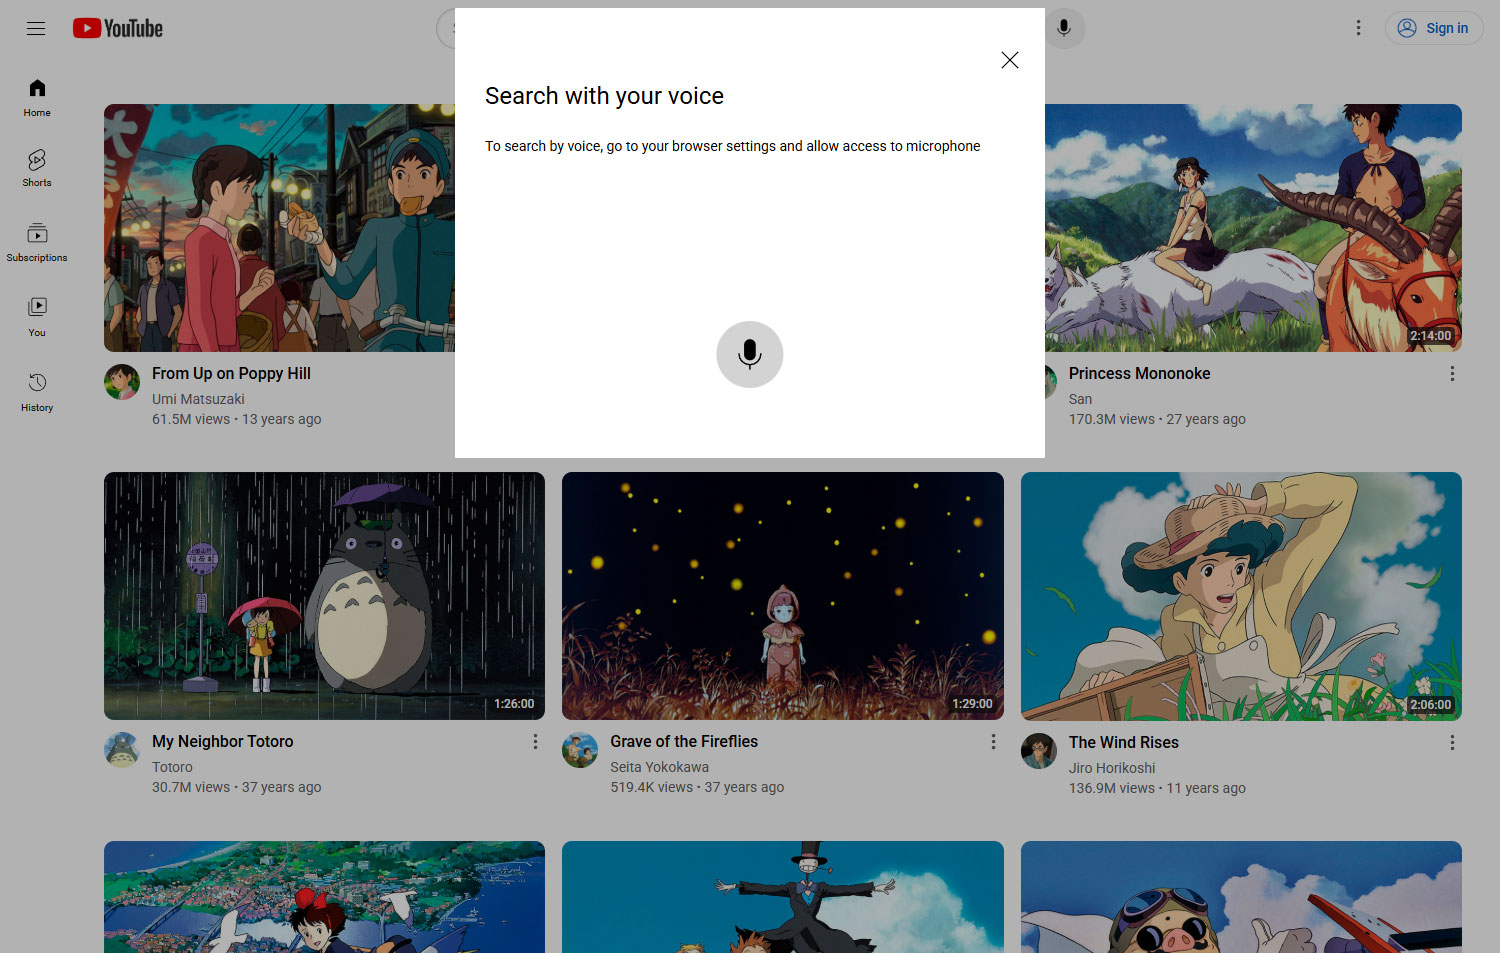 YouTube
Sign in
Search with your voice
To search by voice, go to your browser settings and allow access to microphone
Home
Shorts
Subscriptions
You
History
2:14:00
From Up on Poppy Hill
Umi Matsuzaki
61.5M views • 13 years ago
Princess Mononoke
San
170.3M views • 27 years ago
1:26:00
1:29:00
2:06:00
My Neighbor Totoro
Totoro
30.7M views • 37 years ago
Grave of the Fireflies
Seita Yokokawa
519.4K views • 37 years ago
The Wind Rises
Jiro Horikoshi
136.9M views • 11 years ago